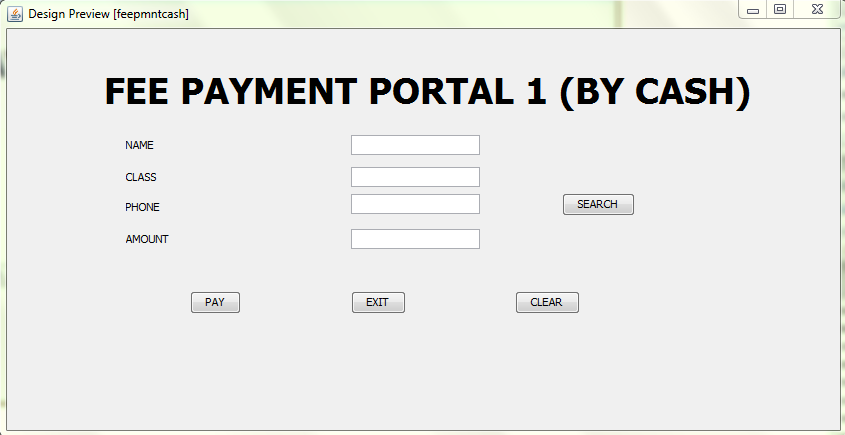 Design Preview [feepmntcash]
FEE PAYMENT PORTAL 1 (BY CASH)
NAME
CLASS
PHONE
SEARCH
AMOUNT
PAY
EXIT
CLEAR